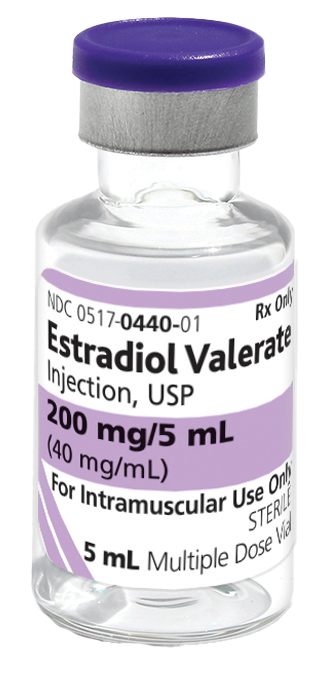 NDC 0517-0440-01
Rx Only
Estradiol Valerate
Injection, USP
200 mg/5 mL
(40 mg/mL)
For Intramuscular Use Only
STERILE
5 mL Multiple Dose Vial